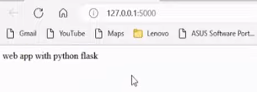 127.0.0.1:5000
Gmail YouTube Maps Lenovo ASUS Software Port...
web app with python flask